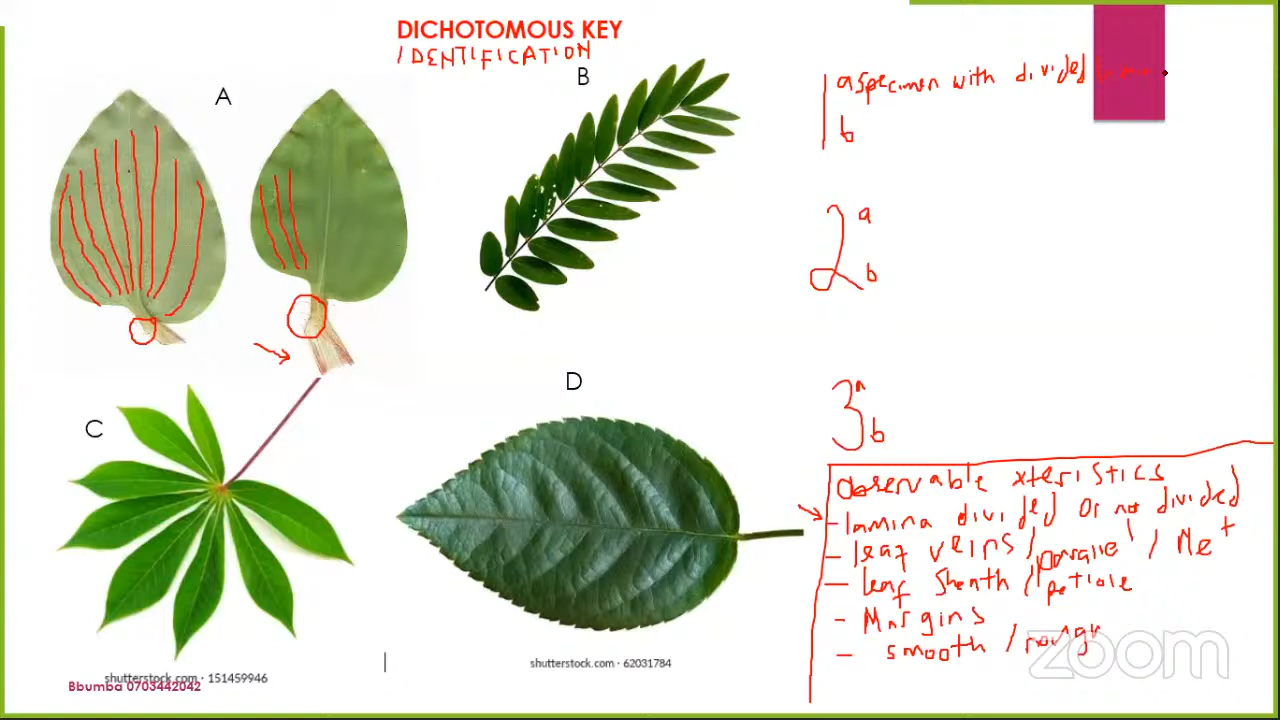 DICHOTOMOUS KEY
IDENTIFICATION
A
B
C
D
1 a specimen with divided
b
2 a
b
3 a
b
Observable xteristics
- lamina divided or not divided
- leaf veins / parallel / Net
- leaf Sheath / petiole
- Margins
- smooth / rough
shutterstock.com · 151459946
Bbumba 0703442042
shutterstock.com · 62031784
zoom